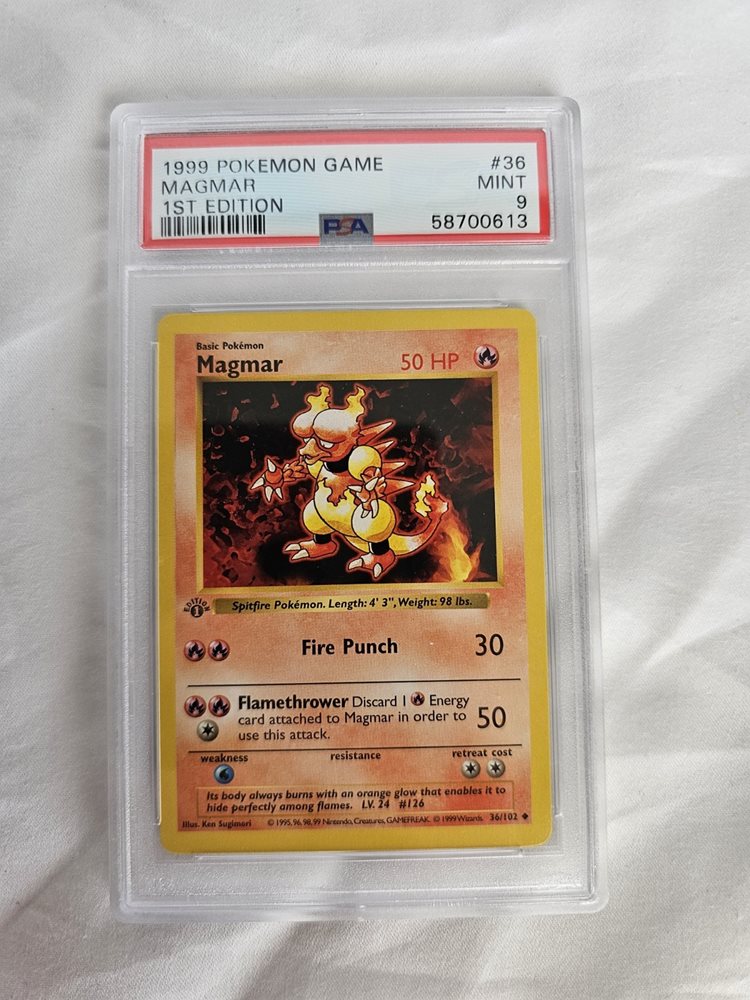 1999 POKEMON GAME #36
MAGMAR MINT
1ST EDITION 9
PSA 58700613
Basic Pokémon
Magmar 50 HP
EDITION
1
Spitfire Pokémon. Length: 4' 3", Weight: 98 lbs.
Fire Punch 30
Flamethrower Discard 1 Energy
card attached to Magmar in order to
use this attack.
50
weakness resistance retreat cost
Its body always burns with an orange glow that enables it to
hide perfectly among flames. LV. 24 #126
Illus. Ken Sugimori © 1995, 96, 98, 99 Nintendo, Creatures, GAMEFREAK. © 1999 Wizards. 36/102